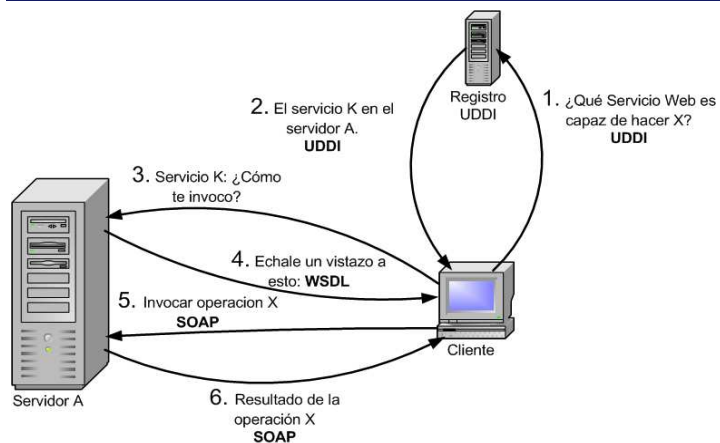 Registro
UDDI
1. ¿Qué Servicio Web es
capaz de hacer X?
UDDI
2. El servicio K en el
servidor A.
UDDI
3. Servicio K: ¿Cómo
te invoco?
4. Echale un vistazo a
esto: WSDL
5. Invocar operacion X
SOAP
Cliente
Servidor A
6. Resultado de la
operación X
SOAP